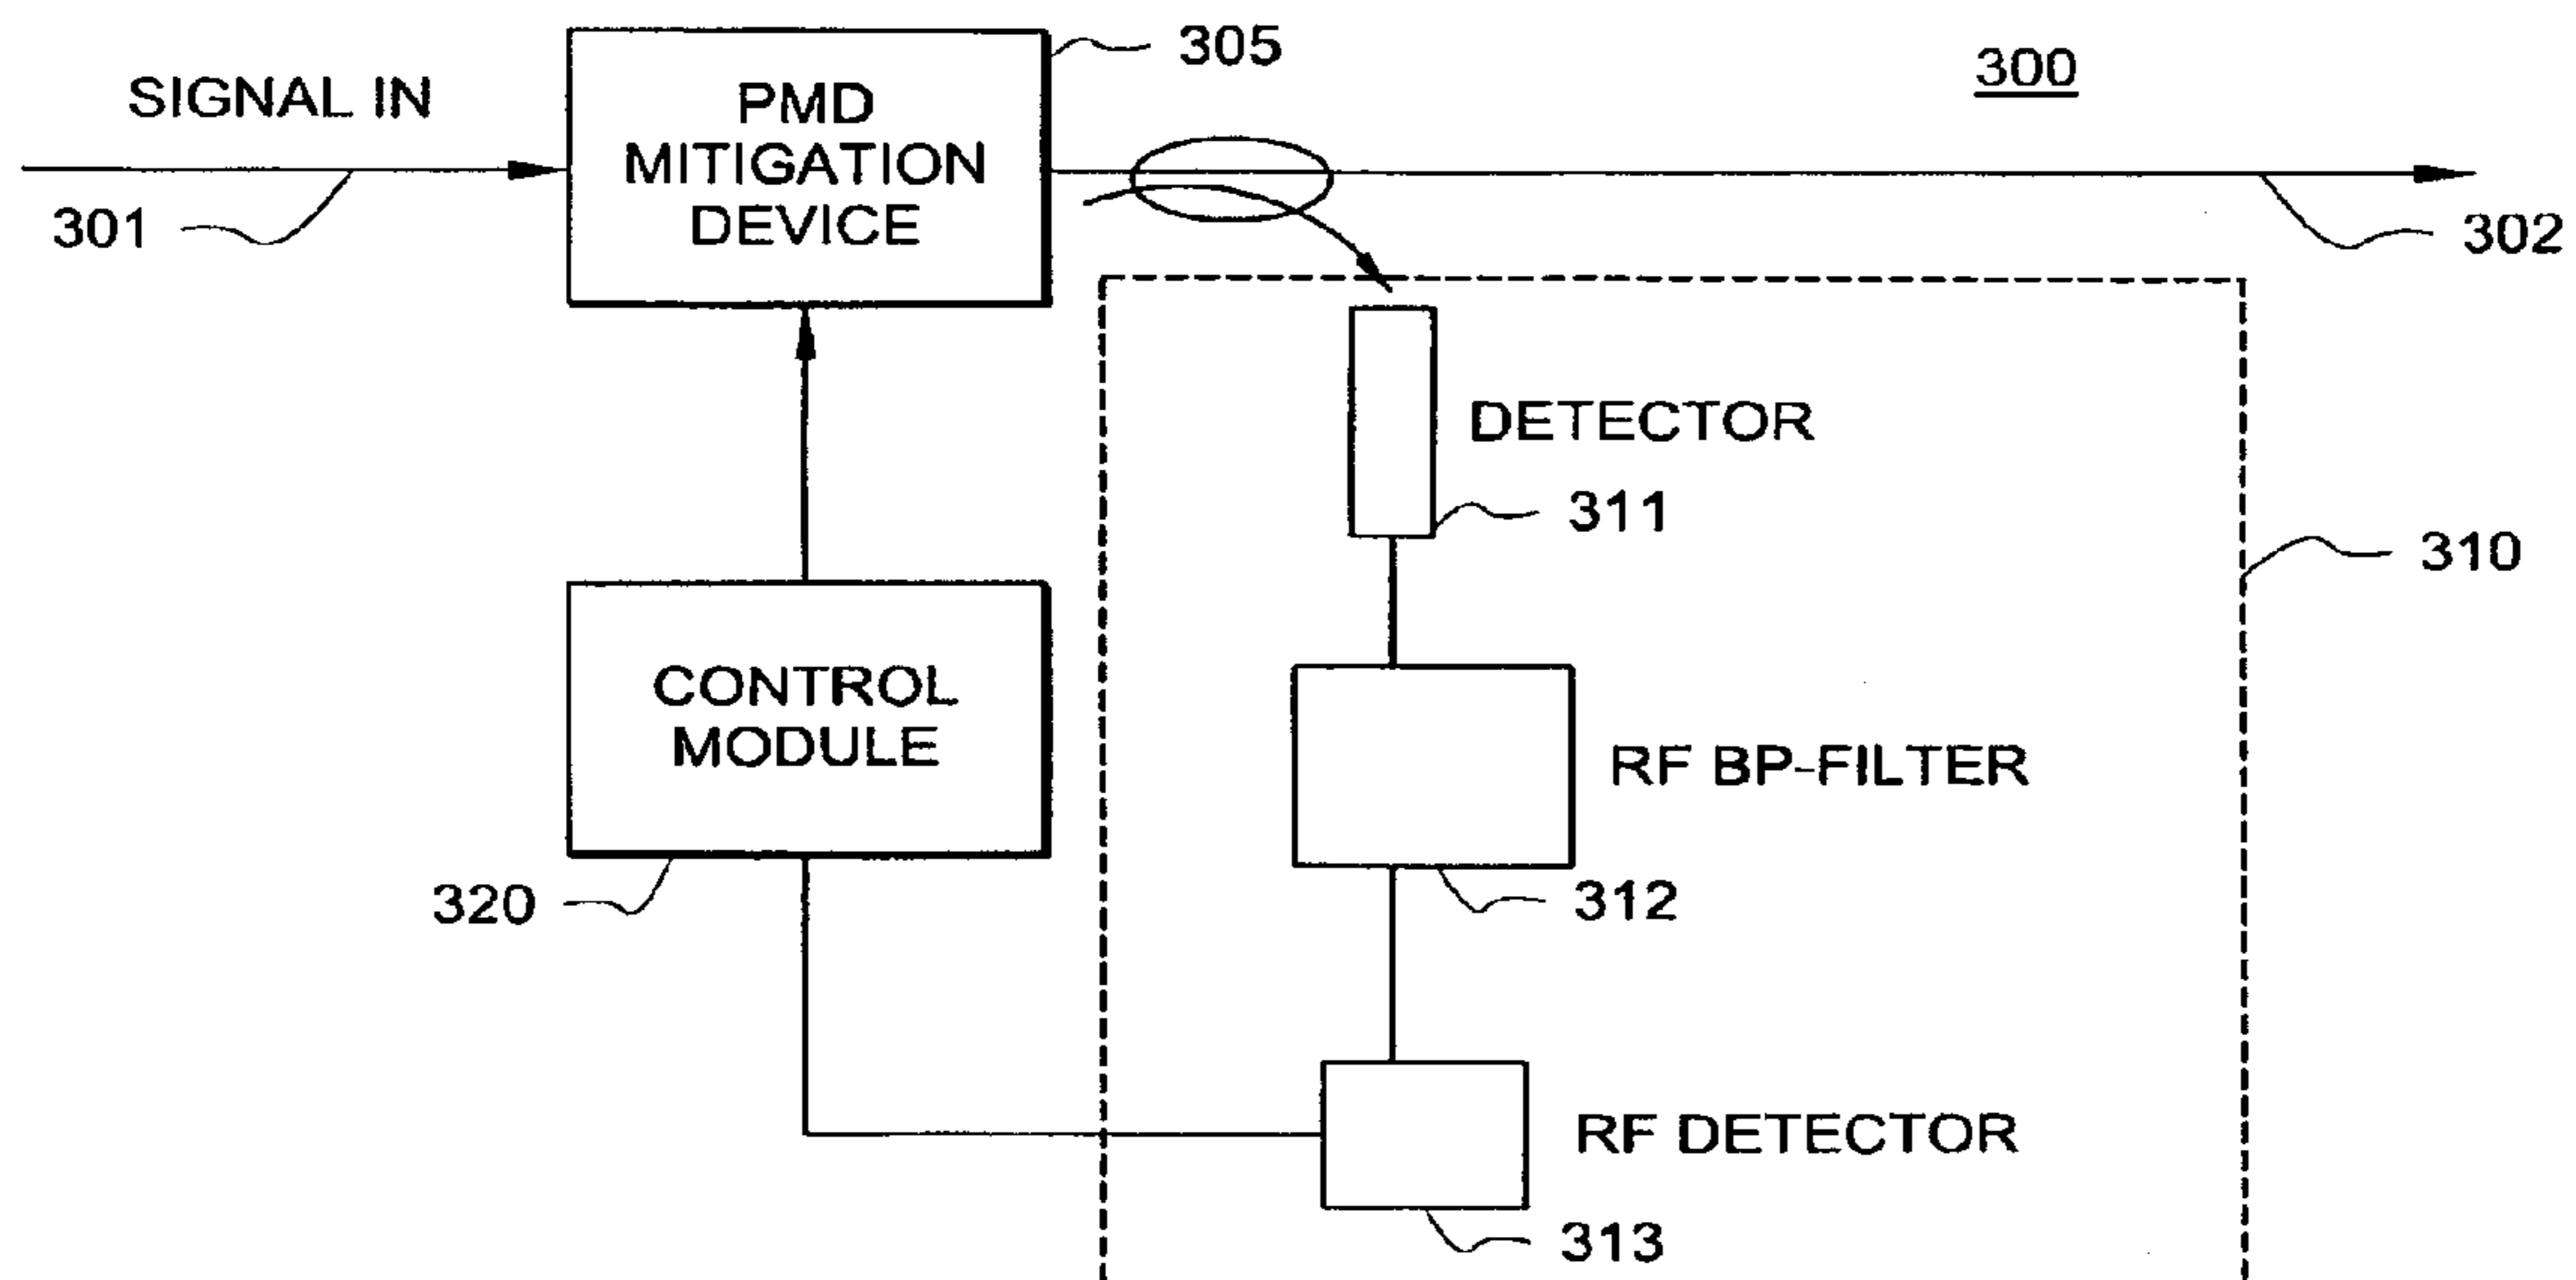 305
300
SIGNAL IN
PMD
MITIGATION
DEVICE
301
302
DETECTOR
311
310
CONTROL
MODULE
RF BP-FILTER
320
312
RF DETECTOR
313